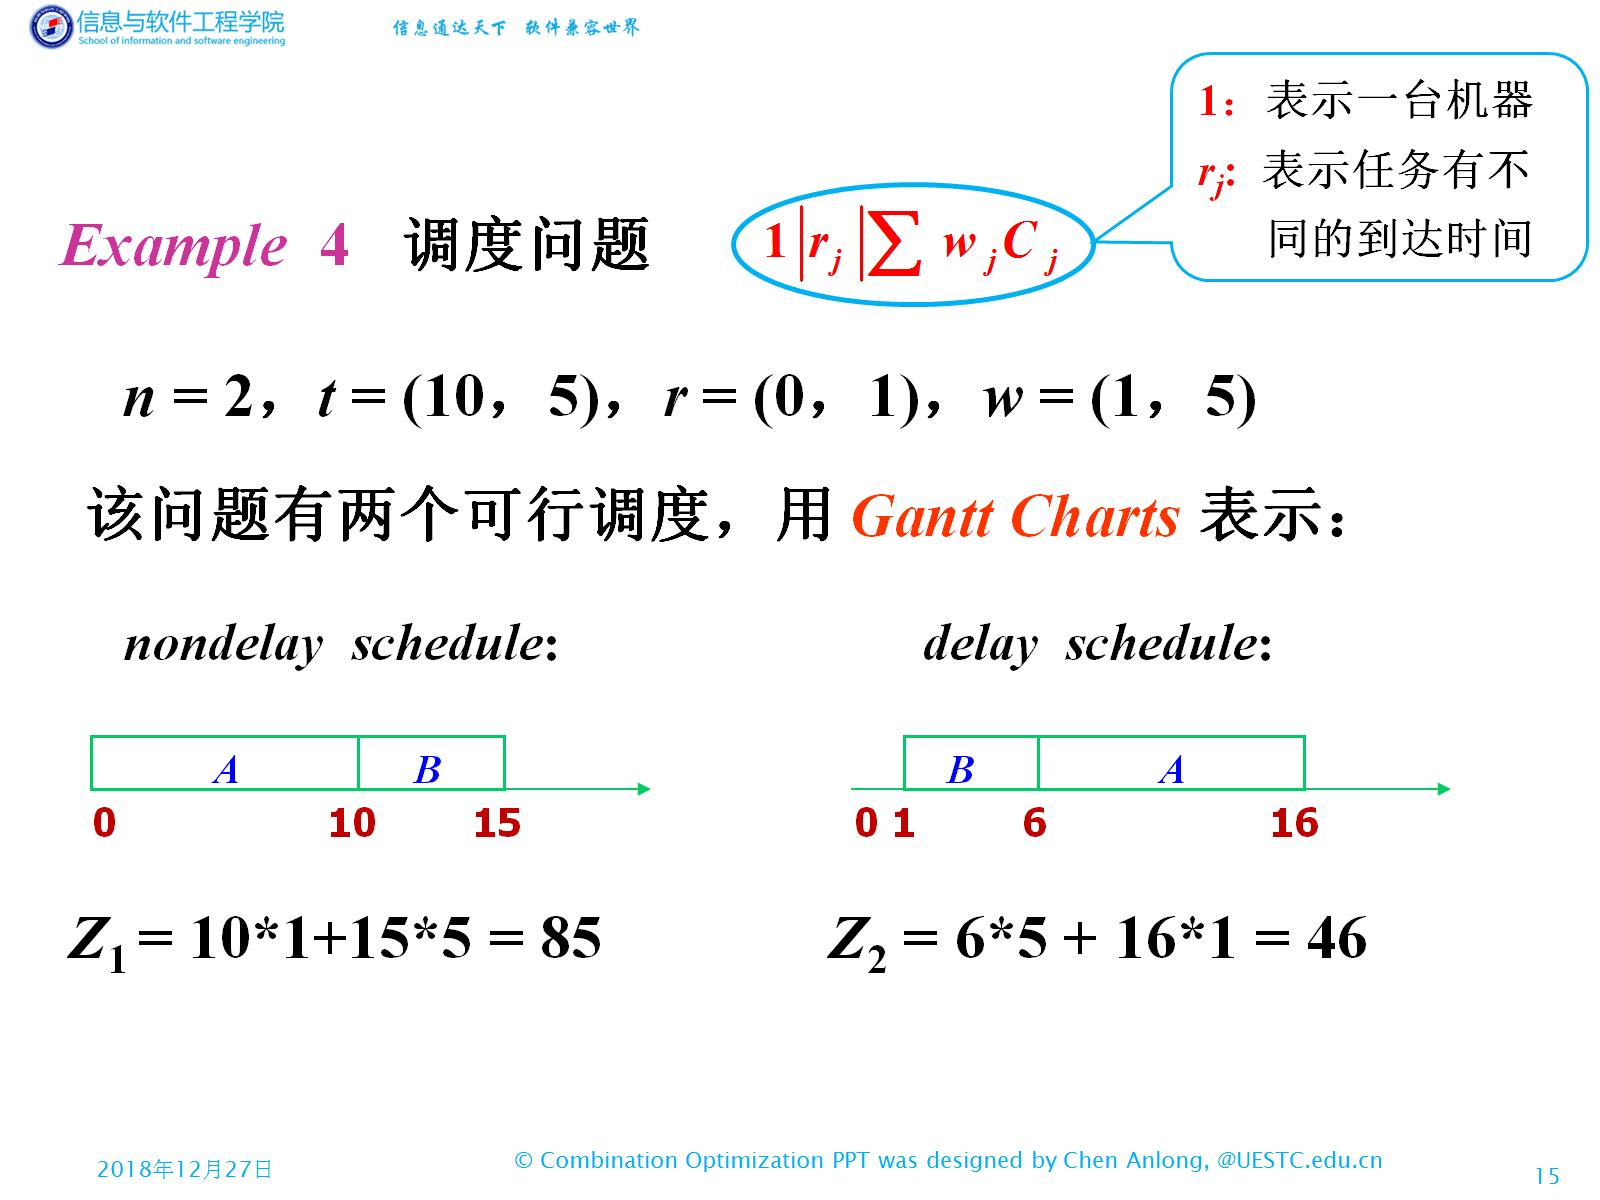 信息与软件工程学院
School of information and software engineering
信息通达天下 软件兼容世界
1：表示一台机器
rj: 表示任务有不
同的到达时间
Example 4 调度问题 1|rj|∑ wjCj
n = 2，t = (10，5)，r = (0，1)，w = (1，5)
该问题有两个可行调度，用 Gantt Charts 表示：
nondelay schedule:
delay schedule:
A B
0 10 15
B A
0 1 6 16
Z1 = 10*1+15*5 = 85
Z2 = 6*5 + 16*1 = 46
2018年12月27日
© Combination Optimization PPT was designed by Chen Anlong, @UESTC.edu.cn
15